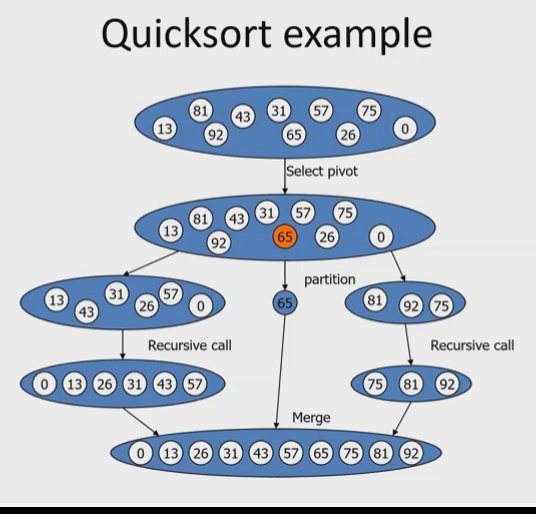 Quicksort example
81 43 31 57 75
13 92 65 26 0
Select pivot
81 43 31 57 75
13 92 65 26 0
partition
13 43 31 26 57 0
65
81 92 75
Recursive call
Recursive call
0 13 26 31 43 57
75 81 92
Merge
0 13 26 31 43 57 65 75 81 92